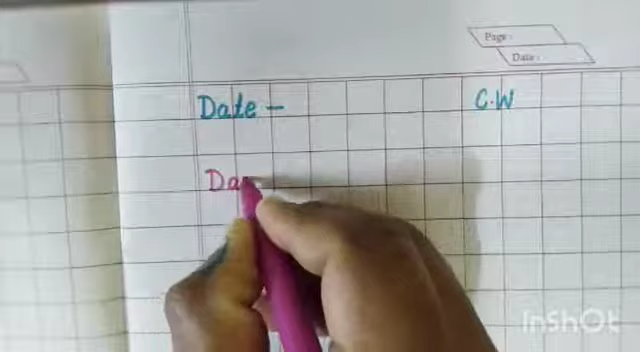 Page :
Date :
Date - C.W
Da
InShOt